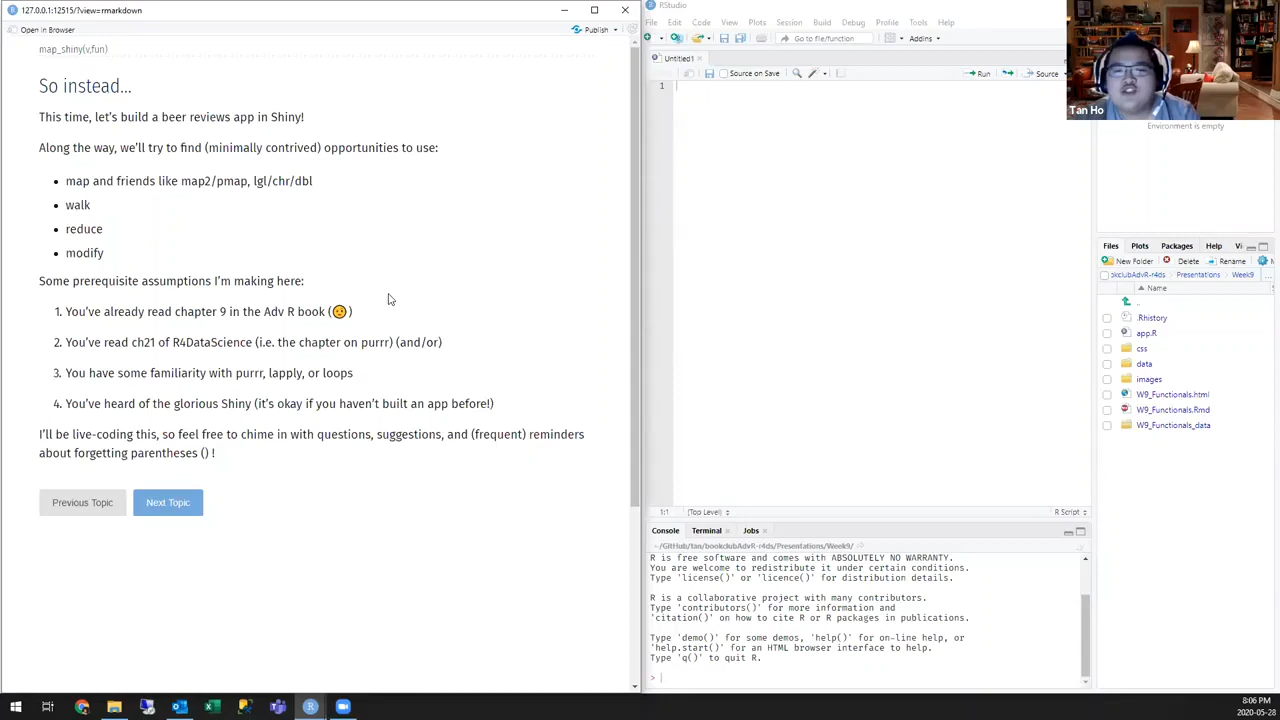 127.0.0.1:12515/?view=rmarkdown
Open in Browser
Publish
map_shiny(v,fun)
So instead...
This time, let's build a beer reviews app in Shiny!
Along the way, we'll try to find (minimally contrived) opportunities to use:
• map and friends like map2/pmap, lgl/chr/dbl
• walk
• reduce
• modify
Some prerequisite assumptions I'm making here:
1. You've already read chapter 9 in the Adv R book (🙁)
2. You've read ch21 of R4DataScience (i.e. the chapter on purrr) (and/or)
3. You have some familiarity with purrr, lapply, or loops
4. You've heard of the glorious Shiny (it's okay if you haven't built an app before!)
I'll be live-coding this, so feel free to chime in with questions, suggestions, and (frequent) reminders
about forgetting parentheses () !
Previous Topic
Next Topic
RStudio
File Edit Code View Plots Session Build Debug Profile Tools Help
Go to file/function
Addins
Untitled1
Source on Save
Run
Source
1
1:1
(Top Level)
R Script
Console Terminal Jobs
~/GitHub/tan/bookclubAdvR-r4ds/Presentations/Week9/
R is free software and comes with ABSOLUTELY NO WARRANTY.
You are welcome to redistribute it under certain conditions.
Type 'license()' or 'licence()' for distribution details.
R is a collaborative project with many contributors.
Type 'contributors()' for more information and
'citation()' on how to cite R or R packages in publications.
Type 'demo()' for some demos, 'help()' for on-line help, or
'help.start()' for an HTML browser interface to help.
Type 'q()' to quit R.
>
Tan Ho
Environment is empty
Files Plots Packages Help Vi
New Folder Delete Rename M
okclubAdvR-r4ds Presentations Week9 ...
Name
..
.Rhistory
app.R
css
data
images
W9_Functionals.html
W9_Functionals.Rmd
W9_Functionals_data
8:06 PM
2020-05-28